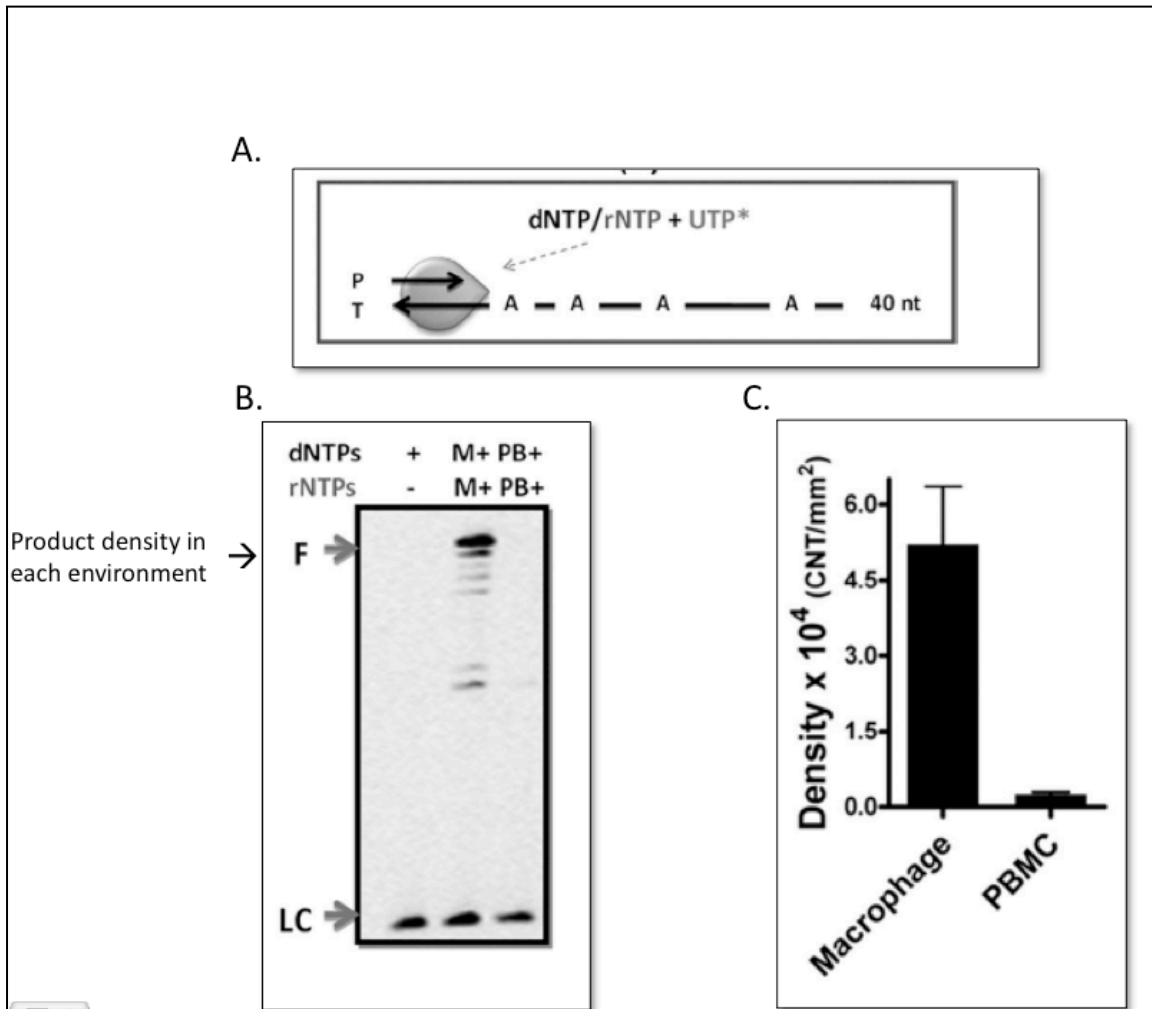 A.
dNTP/rNTP + UTP*
P
T A A A A 40 nt
B.
dNTPs + M+ PB+
rNTPs - M+ PB+
Product density in
each environment →
F
LC
C.
Density x 10⁴ (CNT/mm²)
6.0
4.5
3.0
1.5
0.0
Macrophage
PBMC